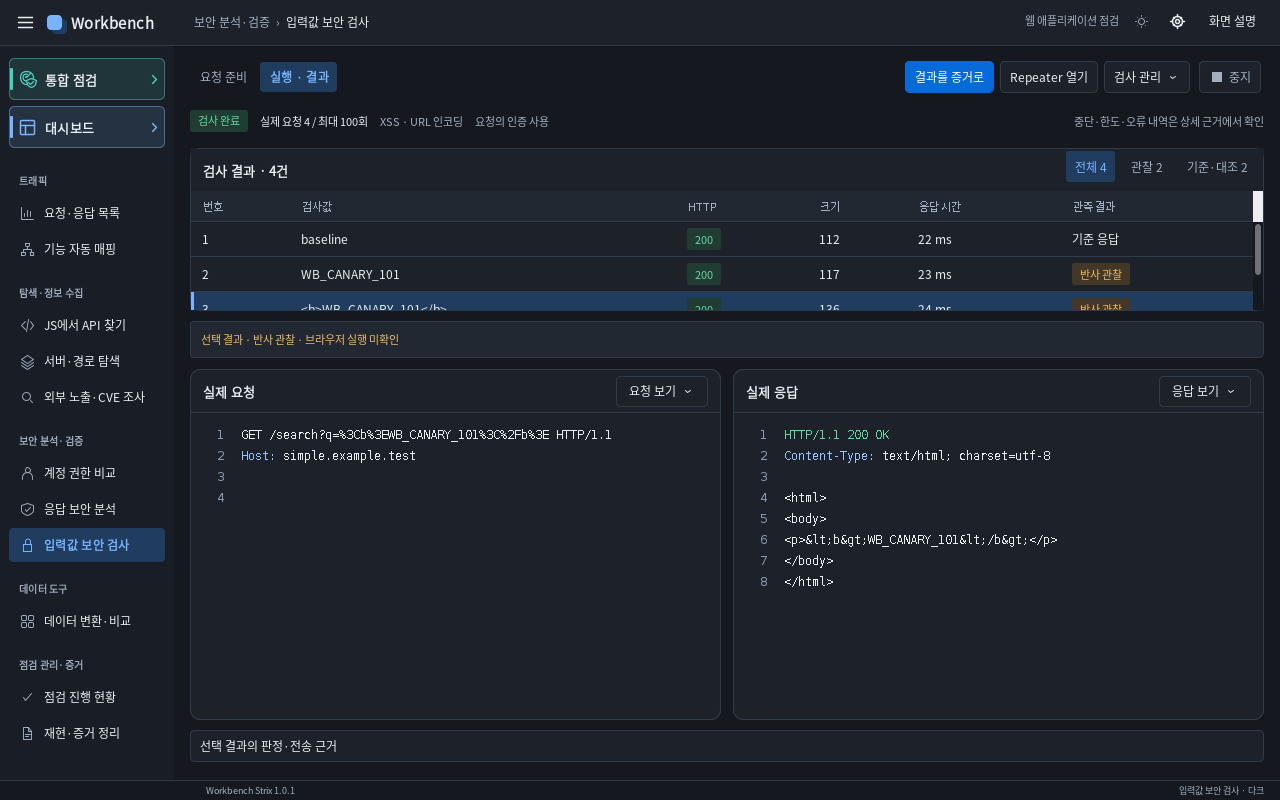 Workbench
보안 분석·검증 › 입력값 보안 검사
웹 애플리케이션 점검
화면 설명
통합 점검
대시보드
트래픽
요청·응답 목록
기능 자동 매핑
탐색·정보 수집
JS에서 API 찾기
서버·경로 탐색
외부 노출·CVE 조사
보안 분석·검증
계정 권한 비교
응답 보안 분석
입력값 보안 검사
데이터 도구
데이터 변환·비교
점검 관리·증거
점검 진행 현황
재현·증거 정리
요청 준비
실행 · 결과
결과를 증거로
Repeater 열기
검사 관리
중지
검사 완료
실제 요청 4 / 최대 100회
XSS · URL 인코딩
요청의 인증 사용
중단·한도·오류 내역은 상세 근거에서 확인
검사 결과 · 4건
전체 4
관찰 2
기준·대조 2
번호 검사값 HTTP 크기 응답 시간 관측 결과
1 baseline 200 112 22 ms 기준 응답
2 WB_CANARY_101 200 117 23 ms 반사 관찰
3 <b>WB_CANARY_101</b> 200 136 24 ms 반사 관찰
선택 결과 · 반사 관찰 · 브라우저 실행 미확인
실제 요청
요청 보기
1 GET /search?q=%3Cb%3EWB_CANARY_101%3C%2Fb%3E HTTP/1.1
2 Host: simple.example.test
3
4
실제 응답
응답 보기
1 HTTP/1.1 200 OK
2 Content-Type: text/html; charset=utf-8
3
4 <html>
5 <body>
6 <p>&lt;b&gt;WB_CANARY_101&lt;/b&gt;</p>
7 </body>
8 </html>
선택 결과의 판정·전송 근거
Workbench Strix 1.0.1
입력값 보안 검사 · 다크